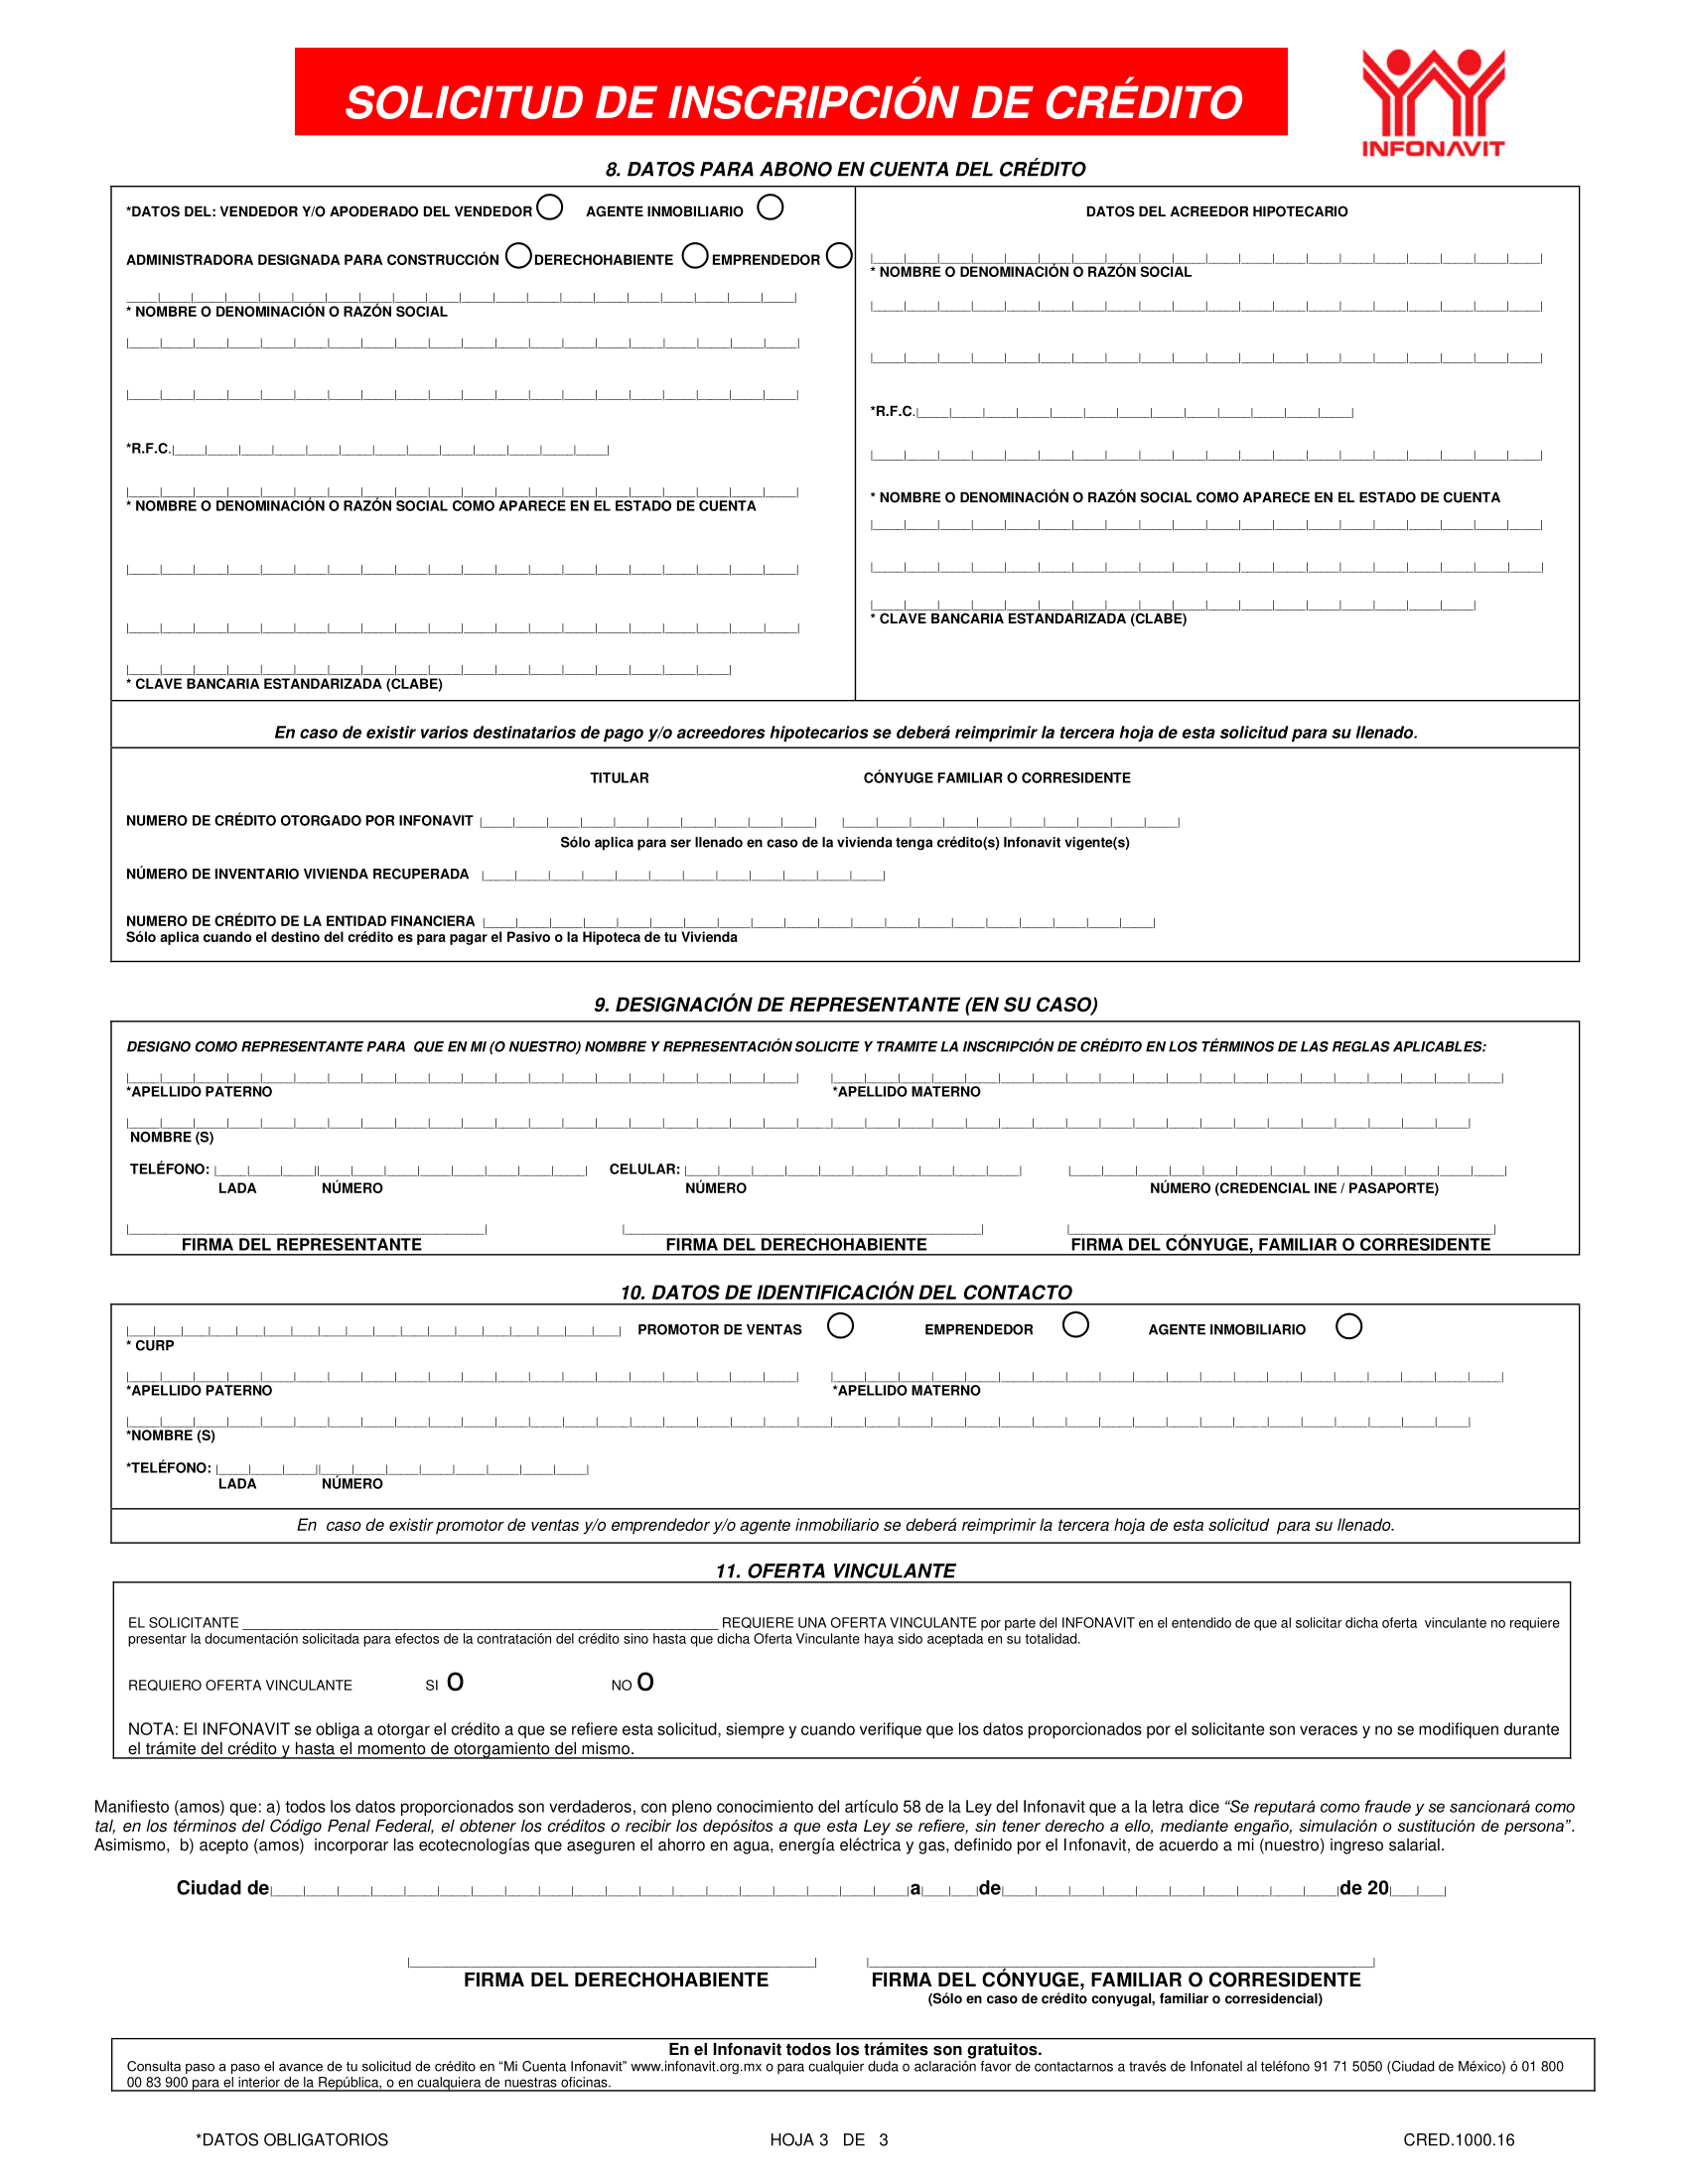 SOLICITUD DE INSCRIPCIÓN DE CRÉDITO
INFONAVIT
8. DATOS PARA ABONO EN CUENTA DEL CRÉDITO
*DATOS DEL: VENDEDOR Y/O APODERADO DEL VENDEDOR AGENTE INMOBILIARIO
ADMINISTRADORA DESIGNADA PARA CONSTRUCCIÓN DERECHOHABIENTE EMPRENDEDOR
* NOMBRE O DENOMINACIÓN O RAZÓN SOCIAL
*R.F.C.
* NOMBRE O DENOMINACIÓN O RAZÓN SOCIAL COMO APARECE EN EL ESTADO DE CUENTA
* CLAVE BANCARIA ESTANDARIZADA (CLABE)
DATOS DEL ACREEDOR HIPOTECARIO
* NOMBRE O DENOMINACIÓN O RAZÓN SOCIAL
*R.F.C.
* NOMBRE O DENOMINACIÓN O RAZÓN SOCIAL COMO APARECE EN EL ESTADO DE CUENTA
* CLAVE BANCARIA ESTANDARIZADA (CLABE)
En caso de existir varios destinatarios de pago y/o acreedores hipotecarios se deberá reimprimir la tercera hoja de esta solicitud para su llenado.
TITULAR CÓNYUGE FAMILIAR O CORRESIDENTE
NUMERO DE CRÉDITO OTORGADO POR INFONAVIT
Sólo aplica para ser llenado en caso de la vivienda tenga crédito(s) Infonavit vigente(s)
NÚMERO DE INVENTARIO VIVIENDA RECUPERADA
NUMERO DE CRÉDITO DE LA ENTIDAD FINANCIERA
Sólo aplica cuando el destino del crédito es para pagar el Pasivo o la Hipoteca de tu Vivienda
9. DESIGNACIÓN DE REPRESENTANTE (EN SU CASO)
DESIGNO COMO REPRESENTANTE PARA QUE EN MI (O NUESTRO) NOMBRE Y REPRESENTACIÓN SOLICITE Y TRAMITE LA INSCRIPCIÓN DE CRÉDITO EN LOS TÉRMINOS DE LAS REGLAS APLICABLES:
*APELLIDO PATERNO *APELLIDO MATERNO
NOMBRE (S)
TELÉFONO: CELULAR:
LADA NÚMERO NÚMERO NÚMERO (CREDENCIAL INE / PASAPORTE)
FIRMA DEL REPRESENTANTE FIRMA DEL DERECHOHABIENTE FIRMA DEL CÓNYUGE, FAMILIAR O CORRESIDENTE
10. DATOS DE IDENTIFICACIÓN DEL CONTACTO
PROMOTOR DE VENTAS EMPRENDEDOR AGENTE INMOBILIARIO
* CURP
*APELLIDO PATERNO *APELLIDO MATERNO
*NOMBRE (S)
*TELÉFONO:
LADA NÚMERO
En caso de existir promotor de ventas y/o emprendedor y/o agente inmobiliario se deberá reimprimir la tercera hoja de esta solicitud para su llenado.
11. OFERTA VINCULANTE
EL SOLICITANTE ____ REQUIERE UNA OFERTA VINCULANTE por parte del INFONAVIT en el entendido de que al solicitar dicha oferta vinculante no requiere
presentar la documentación solicitada para efectos de la contratación del crédito sino hasta que dicha Oferta Vinculante haya sido aceptada en su totalidad.
REQUIERO OFERTA VINCULANTE SI O NO O
NOTA: El INFONAVIT se obliga a otorgar el crédito a que se refiere esta solicitud, siempre y cuando verifique que los datos proporcionados por el solicitante son veraces y no se modifiquen durante
el trámite del crédito y hasta el momento de otorgamiento del mismo.
Manifiesto (amos) que: a) todos los datos proporcionados son verdaderos, con pleno conocimiento del artículo 58 de la Ley del Infonavit que a la letra dice “Se reputará como fraude y se sancionará como
tal, en los términos del Código Penal Federal, el obtener los créditos o recibir los depósitos a que esta Ley se refiere, sin tener derecho a ello, mediante engaño, simulación o sustitución de persona”.
Asimismo, b) acepto (amos) incorporar las ecotecnologías que aseguren el ahorro en agua, energía eléctrica y gas, definido por el Infonavit, de acuerdo a mi (nuestro) ingreso salarial.
Ciudad de a de de 20
FIRMA DEL DERECHOHABIENTE FIRMA DEL CÓNYUGE, FAMILIAR O CORRESIDENTE
(Sólo en caso de crédito conyugal, familiar o corresidencial)
En el Infonavit todos los trámites son gratuitos.
Consulta paso a paso el avance de tu solicitud de crédito en “Mi Cuenta Infonavit” www.infonavit.org.mx o para cualquier duda o aclaración favor de contactarnos a través de Infonatel al teléfono 91 71 5050 (Ciudad de México) ó 01 800
00 83 900 para el interior de la República, o en cualquiera de nuestras oficinas.
*DATOS OBLIGATORIOS HOJA 3 DE 3 CRED.1000.16